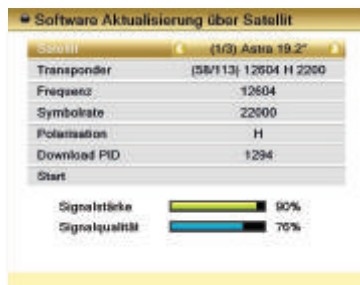 Software Aktualisierung über Satellit
Satellit (1/3) Astra 19.2°
Transponder (58/113) 12604 H 2200
Frequenz 12604
Symbolrate 22000
Polarisation H
Download PID 1294
Start
Signalstärke 90%
Signalqualität 76%